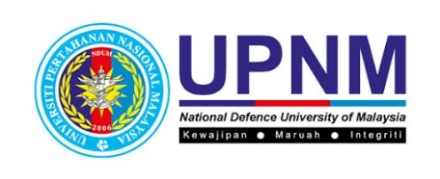 UNIVERSITI PERTAHANAN NASIONAL MALAYSIA
NDUM
2006
UPNM
National Defence University of Malaysia
Kewajipan ● Maruah ● Integriti